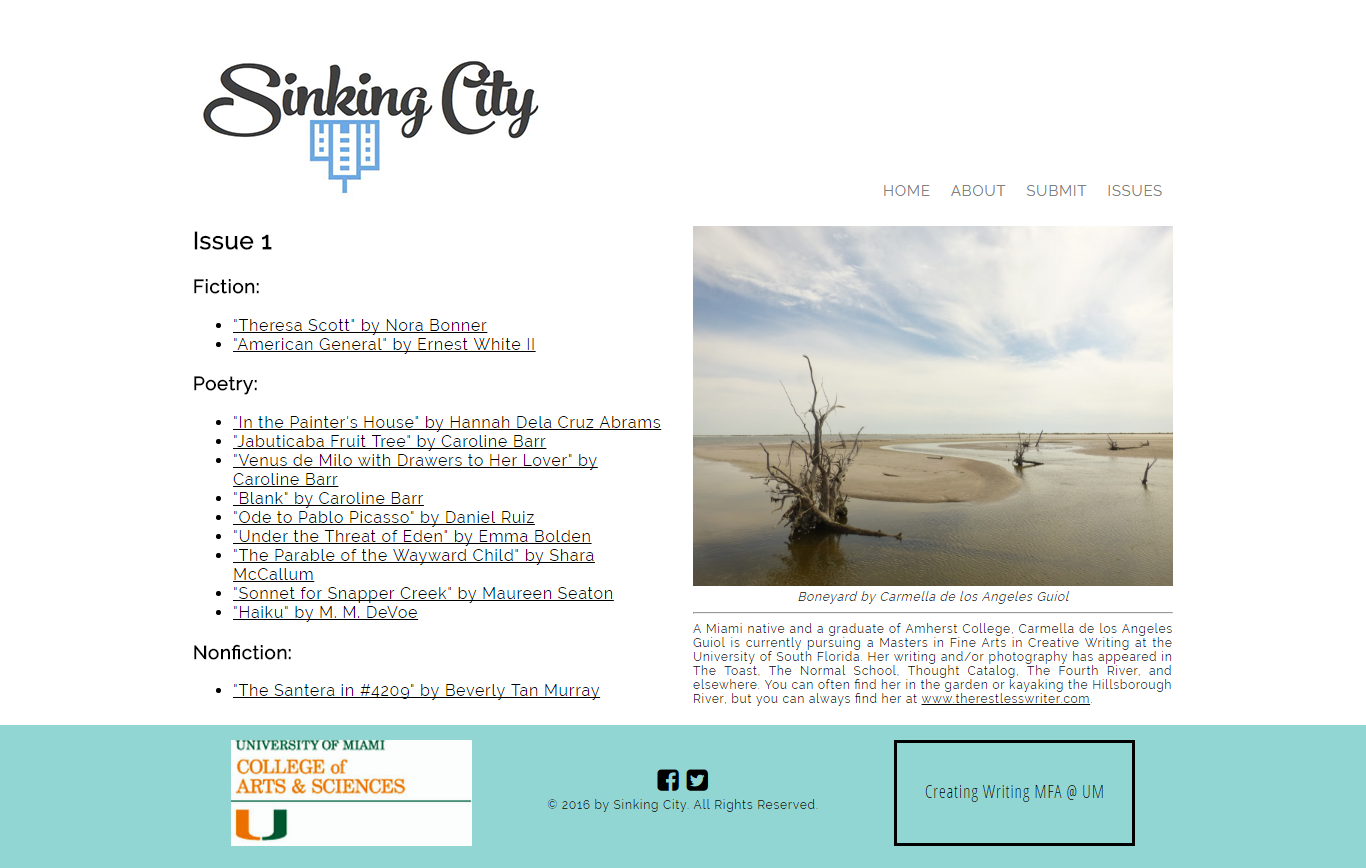 Sinking City
HOME ABOUT SUBMIT ISSUES
Issue 1
Fiction:
"Theresa Scott" by Nora Bonner
"American General" by Ernest White II
Poetry:
"In the Painter's House" by Hannah Dela Cruz Abrams
"Jabuticaba Fruit Tree" by Caroline Barr
"Venus de Milo with Drawers to Her Lover" by
Caroline Barr
"Blank" by Caroline Barr
"Ode to Pablo Picasso" by Daniel Ruiz
"Under the Threat of Eden" by Emma Bolden
"The Parable of the Wayward Child" by Shara
McCallum
"Sonnet for Snapper Creek" by Maureen Seaton
"Haiku" by M. M. DeVoe
Nonfiction:
"The Santera in #4209" by Beverly Tan Murray
Boneyard by Carmella de los Angeles Guiol
A Miami native and a graduate of Amherst College, Carmella de los Angeles
Guiol is currently pursuing a Masters in Fine Arts in Creative Writing at the
University of South Florida. Her writing and/or photography has appeared in
The Toast, The Normal School, Thought Catalog, The Fourth River, and
elsewhere. You can often find her in the garden or kayaking the Hillsborough
River, but you can always find her at www.therestlesswriter.com.
UNIVERSITY OF MIAMI
COLLEGE of
ARTS & SCIENCES
U
© 2016 by Sinking City. All Rights Reserved.
Creating Writing MFA @ UM